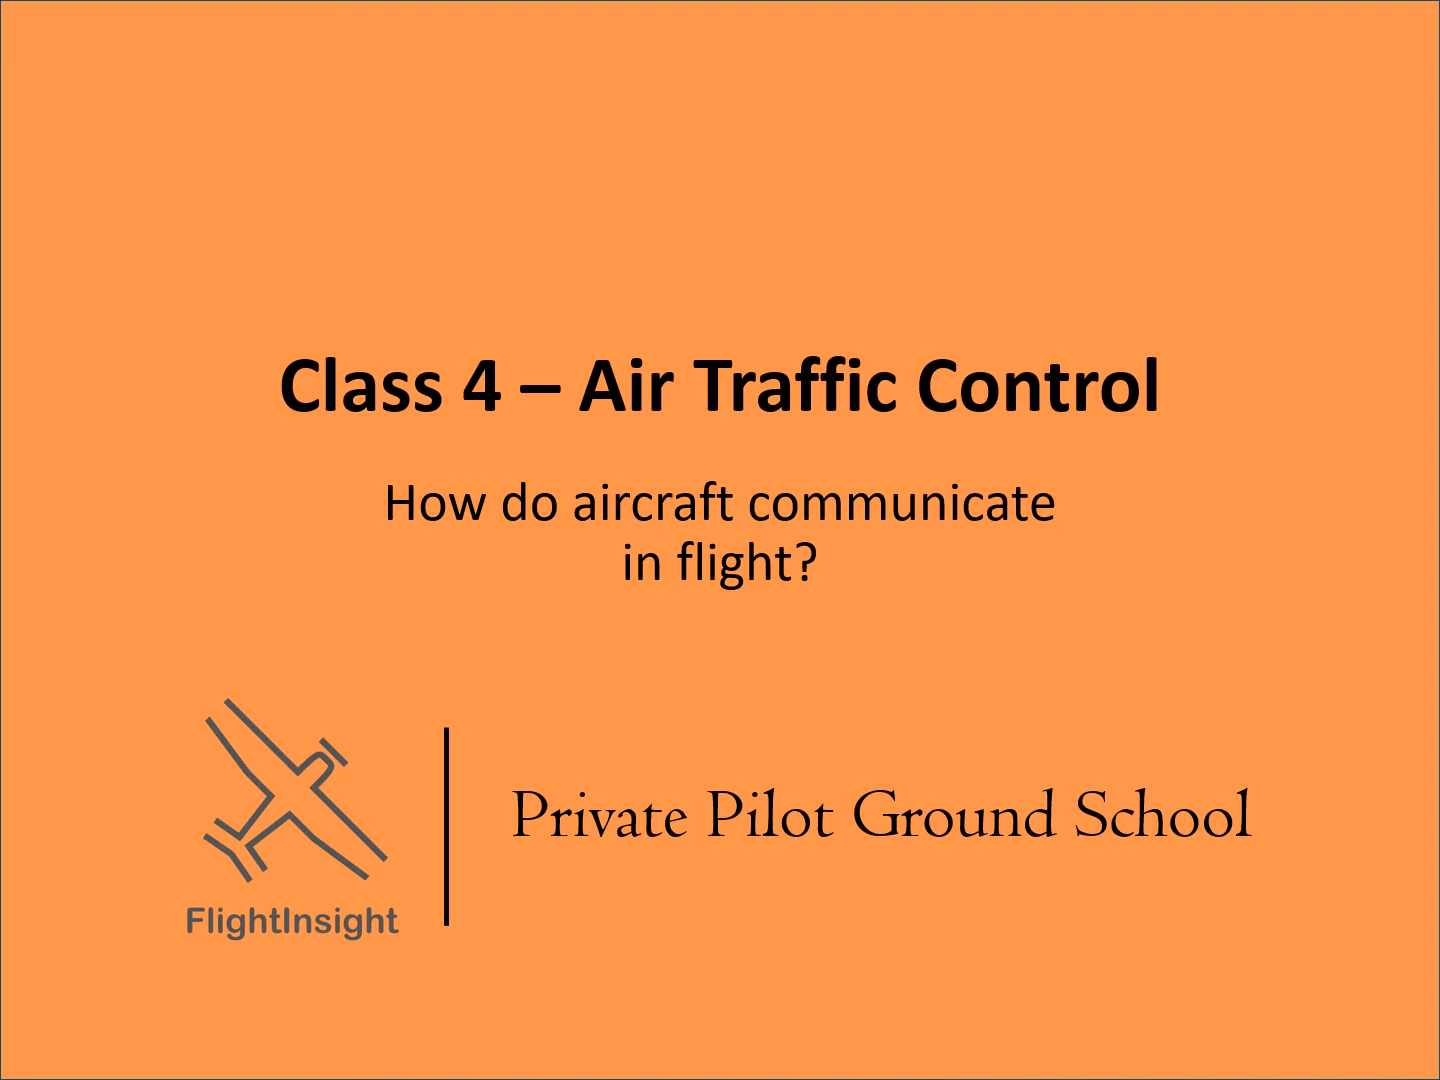 Class 4 – Air Traffic Control
How do aircraft communicate
in flight?
Private Pilot Ground School
FlightInsight